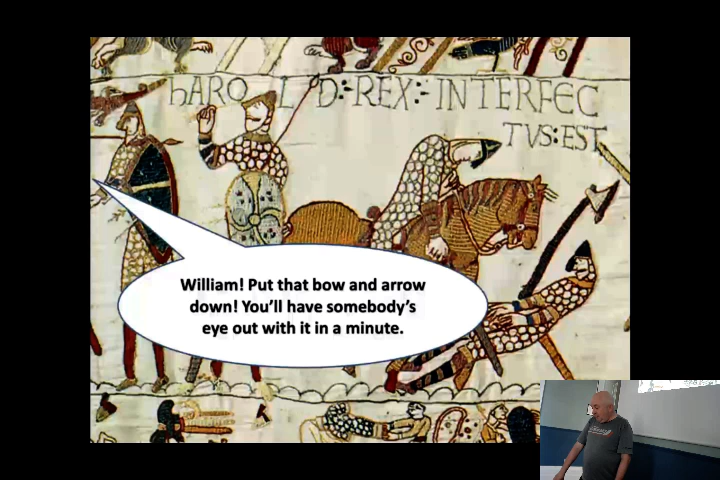 hARO L D:REX:INTERFEC
TVS:EST
William! Put that bow and arrow
down! You'll have somebody's
eye out with it in a minute.